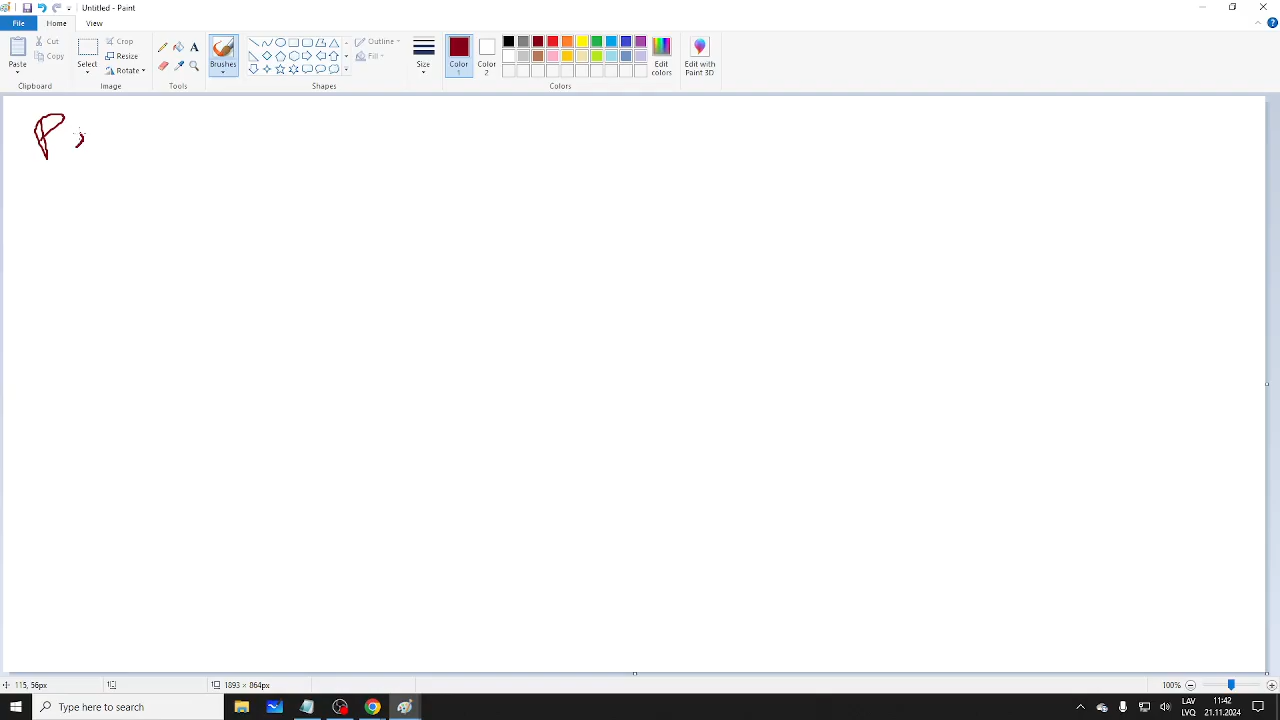 Untitled - Paint
File Home View
Paste Cut Copy Clipboard
Select Crop Resize Rotate Image
Tools
Brushes
Outline Fill Shapes
Size
Color 1 Color 2 Edit colors Colors
Edit with Paint 3D
P
115, 56px 1893 × 864px 100%
Type here to search LAV LVQ 11:42 21.11.2024